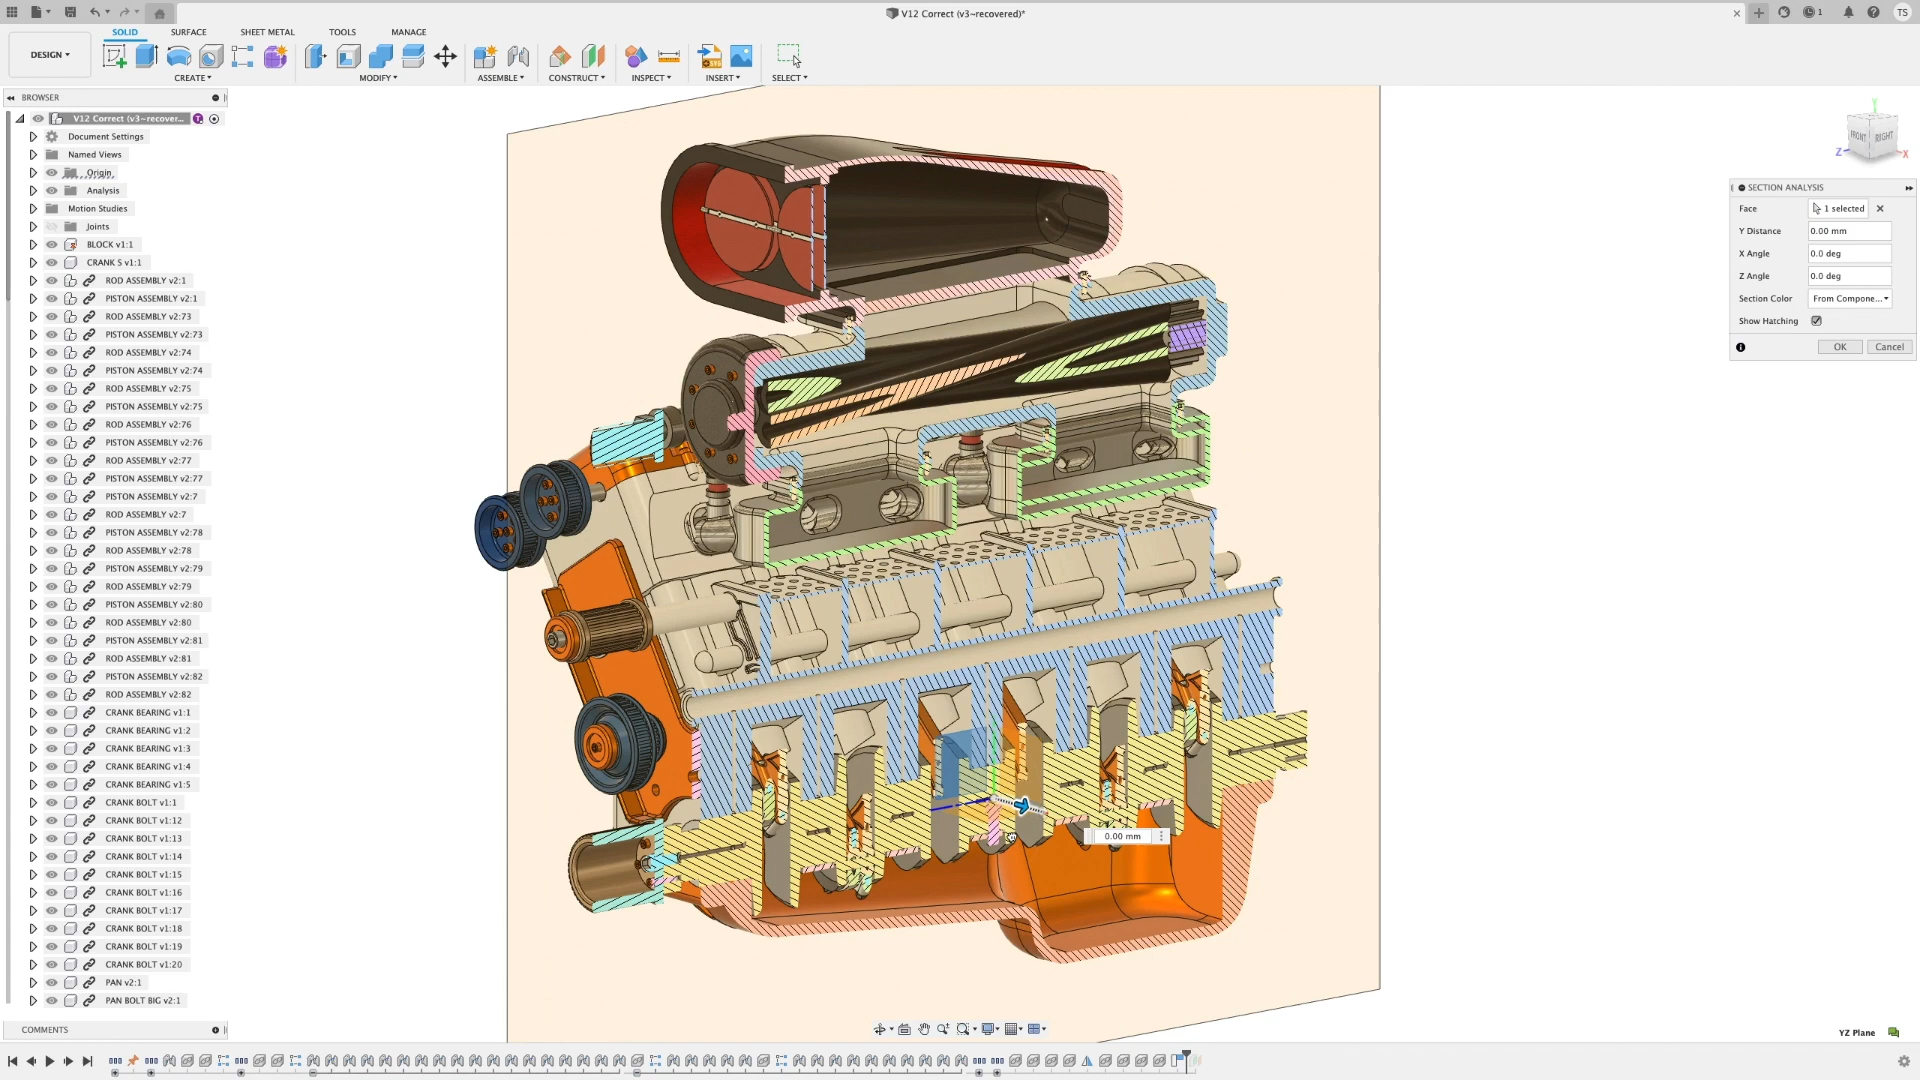 V12 Correct (v3~recovered)*
1
TS
DESIGN
SOLID
SURFACE
SHEET METAL
TOOLS
MANAGE
CREATE
MODIFY
ASSEMBLE
CONSTRUCT
INSPECT
INSERT
SELECT
BROWSER
V12 Correct (v3~recover...
Document Settings
Named Views
Origin
Analysis
Motion Studies
Joints
BLOCK v1:1
CRANK S v1:1
ROD ASSEMBLY v2:1
PISTON ASSEMBLY v2:1
ROD ASSEMBLY v2:73
PISTON ASSEMBLY v2:73
ROD ASSEMBLY v2:74
PISTON ASSEMBLY v2:74
ROD ASSEMBLY v2:75
PISTON ASSEMBLY v2:75
ROD ASSEMBLY v2:76
PISTON ASSEMBLY v2:76
ROD ASSEMBLY v2:77
PISTON ASSEMBLY v2:77
PISTON ASSEMBLY v2:7
ROD ASSEMBLY v2:7
PISTON ASSEMBLY v2:78
ROD ASSEMBLY v2:78
PISTON ASSEMBLY v2:79
ROD ASSEMBLY v2:79
PISTON ASSEMBLY v2:80
ROD ASSEMBLY v2:80
PISTON ASSEMBLY v2:81
ROD ASSEMBLY v2:81
PISTON ASSEMBLY v2:82
ROD ASSEMBLY v2:82
CRANK BEARING v1:1
CRANK BEARING v1:2
CRANK BEARING v1:3
CRANK BEARING v1:4
CRANK BEARING v1:5
CRANK BOLT v1:1
CRANK BOLT v1:12
CRANK BOLT v1:13
CRANK BOLT v1:14
CRANK BOLT v1:15
CRANK BOLT v1:16
CRANK BOLT v1:17
CRANK BOLT v1:18
CRANK BOLT v1:19
CRANK BOLT v1:20
PAN v2:1
PAN BOLT BIG v2:1
COMMENTS
0.00 mm
Y
FRONT
RIGHT
Z
X
SECTION ANALYSIS
Face
1 selected
Y Distance
0.00 mm
X Angle
0.0 deg
Z Angle
0.0 deg
Section Color
From Compone...
Show Hatching
OK
Cancel
YZ Plane